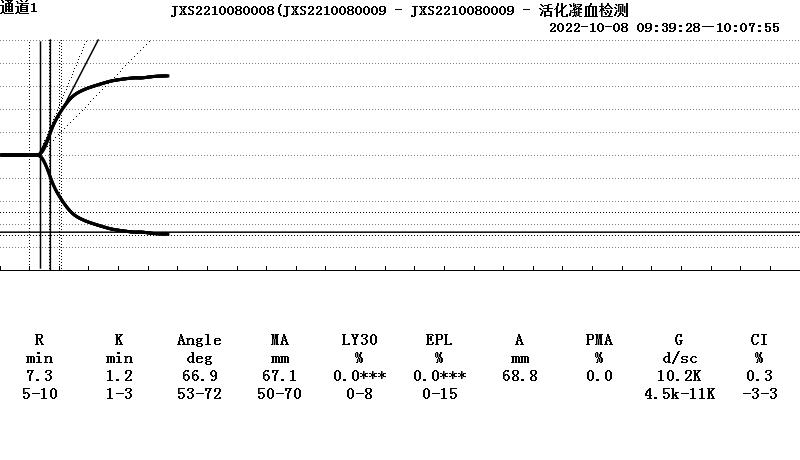 通道1
JXS2210080008(JXS2210080009 - JXS2210080009 - 活化凝血检测
2022-10-08 09:39:28—10:07:55
R K Angle MA LY30 EPL A PMA G CI
min min deg mm % % mm % d/sc %
7.3 1.2 66.9 67.1 0.0*** 0.0*** 68.8 0.0 10.2K 0.3
5-10 1-3 53-72 50-70 0-8 0-15 4.5k-11K -3-3